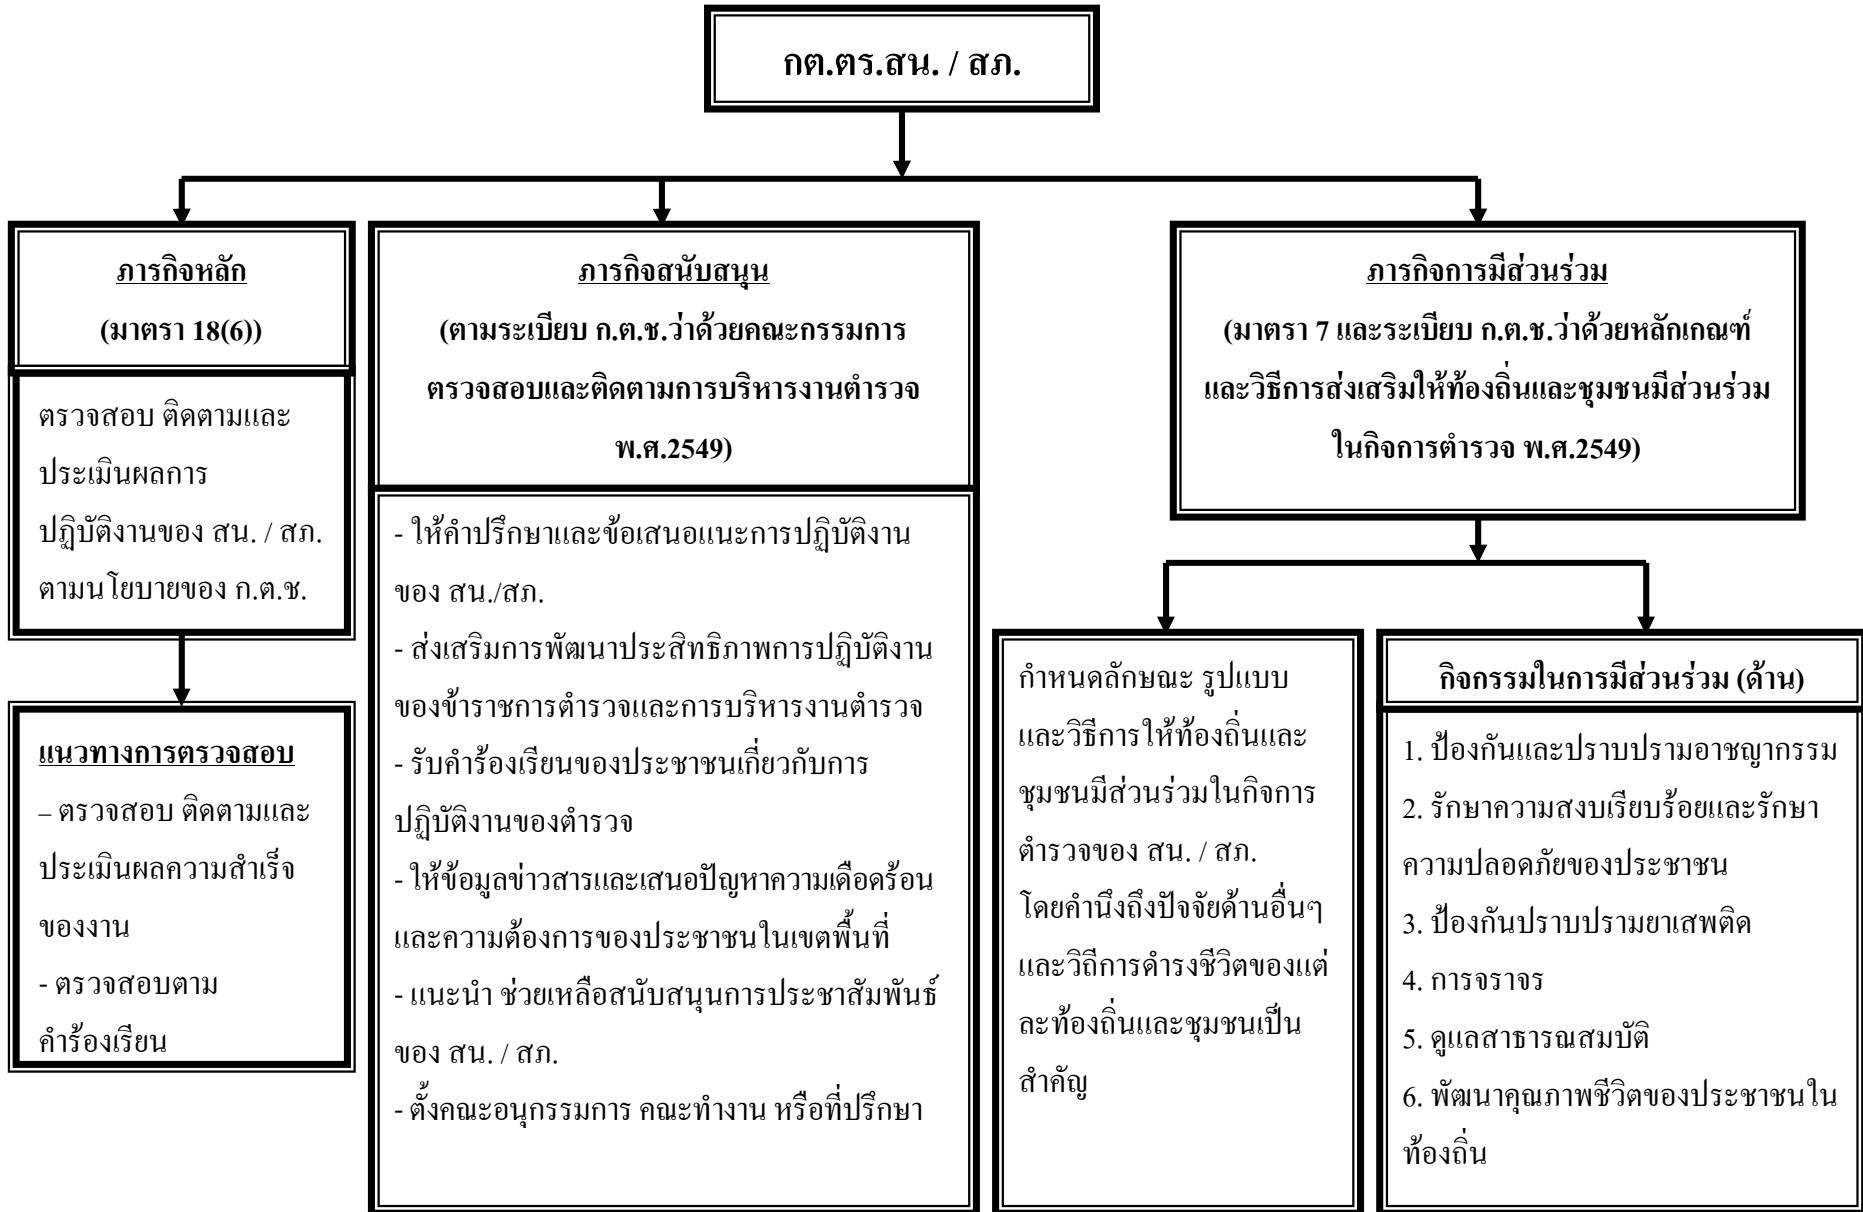 กต.ตร.สน. / สภ.
ภารกิจหลัก
(มาตรา 18(6))
ตรวจสอบ ติดตามและ
ประเมินผลการ
ปฏิบัติงานของ สน. / สภ.
ตามนโยบายของ ก.ต.ช.
แนวทางการตรวจสอบ
– ตรวจสอบ ติดตามและ
ประเมินผลความสำเร็จ
ของงาน
- ตรวจสอบตาม
คำร้องเรียน
ภารกิจสนับสนุน
(ตามระเบียบ ก.ต.ช.ว่าด้วยคณะกรรมการ
ตรวจสอบและติดตามการบริหารงานตำรวจ
พ.ศ.2549)
- ให้คำปรึกษาและข้อเสนอแนะการปฏิบัติงาน
ของ สน./สภ.
- ส่งเสริมการพัฒนาประสิทธิภาพการปฏิบัติงาน
ของข้าราชการตำรวจและการบริหารงานตำรวจ
- รับคำร้องเรียนของประชาชนเกี่ยวกับการ
ปฏิบัติงานของตำรวจ
- ให้ข้อมูลข่าวสารและเสนอปัญหาความเดือดร้อน
และความต้องการของประชาชนในเขตพื้นที่
- แนะนำ ช่วยเหลือสนับสนุนการประชาสัมพันธ์
ของ สน. / สภ.
- ตั้งคณะอนุกรรมการ คณะทำงาน หรือที่ปรึกษา
ภารกิจการมีส่วนร่วม
(มาตรา 7 และระเบียบ ก.ต.ช.ว่าด้วยหลักเกณฑ์
และวิธีการส่งเสริมให้ท้องถิ่นและชุมชนมีส่วนร่วม
ในกิจการตำรวจ พ.ศ.2549)
กำหนดลักษณะ รูปแบบ
และวิธีการให้ท้องถิ่นและ
ชุมชนมีส่วนร่วมในกิจการ
ตำรวจของ สน. / สภ.
โดยคำนึงถึงปัจจัยด้านอื่นๆ
และวิถีการดำรงชีวิตของแต่
ละท้องถิ่นและชุมชนเป็น
สำคัญ
กิจกรรมในการมีส่วนร่วม (ด้าน)
1. ป้องกันและปราบปรามอาชญากรรม
2. รักษาความสงบเรียบร้อยและรักษา
ความปลอดภัยของประชาชน
3. ป้องกันปราบปรามยาเสพติด
4. การจราจร
5. ดูแลสาธารณสมบัติ
6. พัฒนาคุณภาพชีวิตของประชาชนใน
ท้องถิ่น